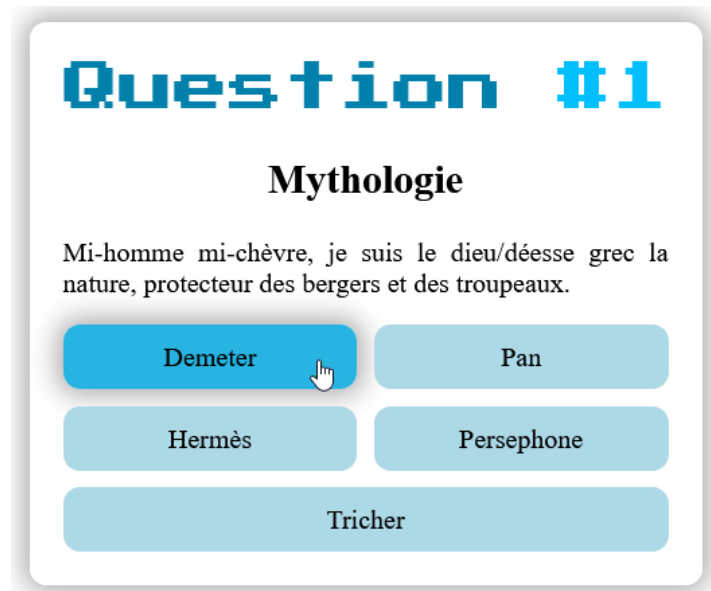 Question #1
Mythologie
Mi-homme mi-chèvre, je suis le dieu/déesse grec la
nature, protecteur des bergers et des troupeaux.
Demeter
Pan
Hermès
Persephone
Tricher